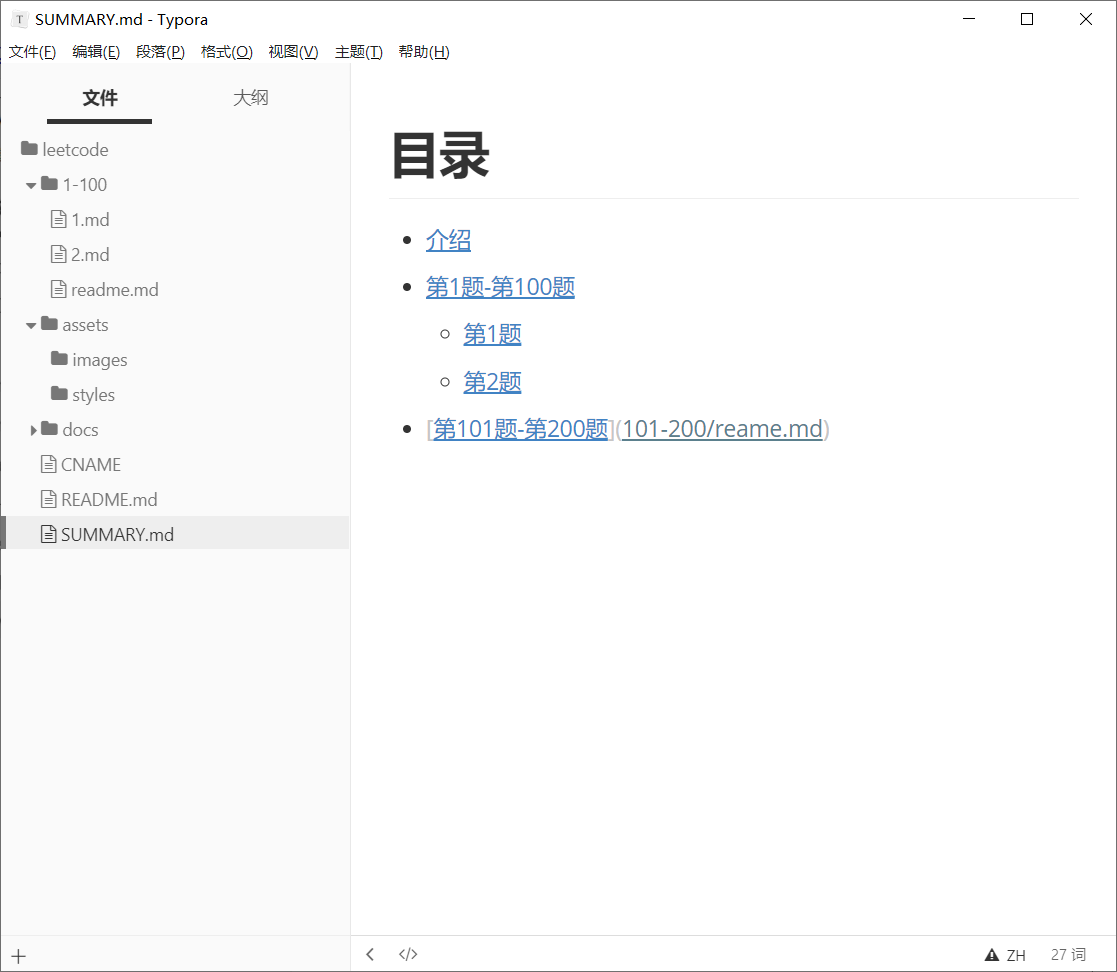 SUMMARY.md - Typora
文件(F) 编辑(E) 段落(P) 格式(O) 视图(V) 主题(T) 帮助(H)
文件 大纲
leetcode
1-100
1.md
2.md
readme.md
assets
images
styles
docs
CNAME
README.md
SUMMARY.md
目录
介绍
第1题-第100题
第1题
第2题
[第101题-第200题](101-200/reame.md)
ZH 27 词